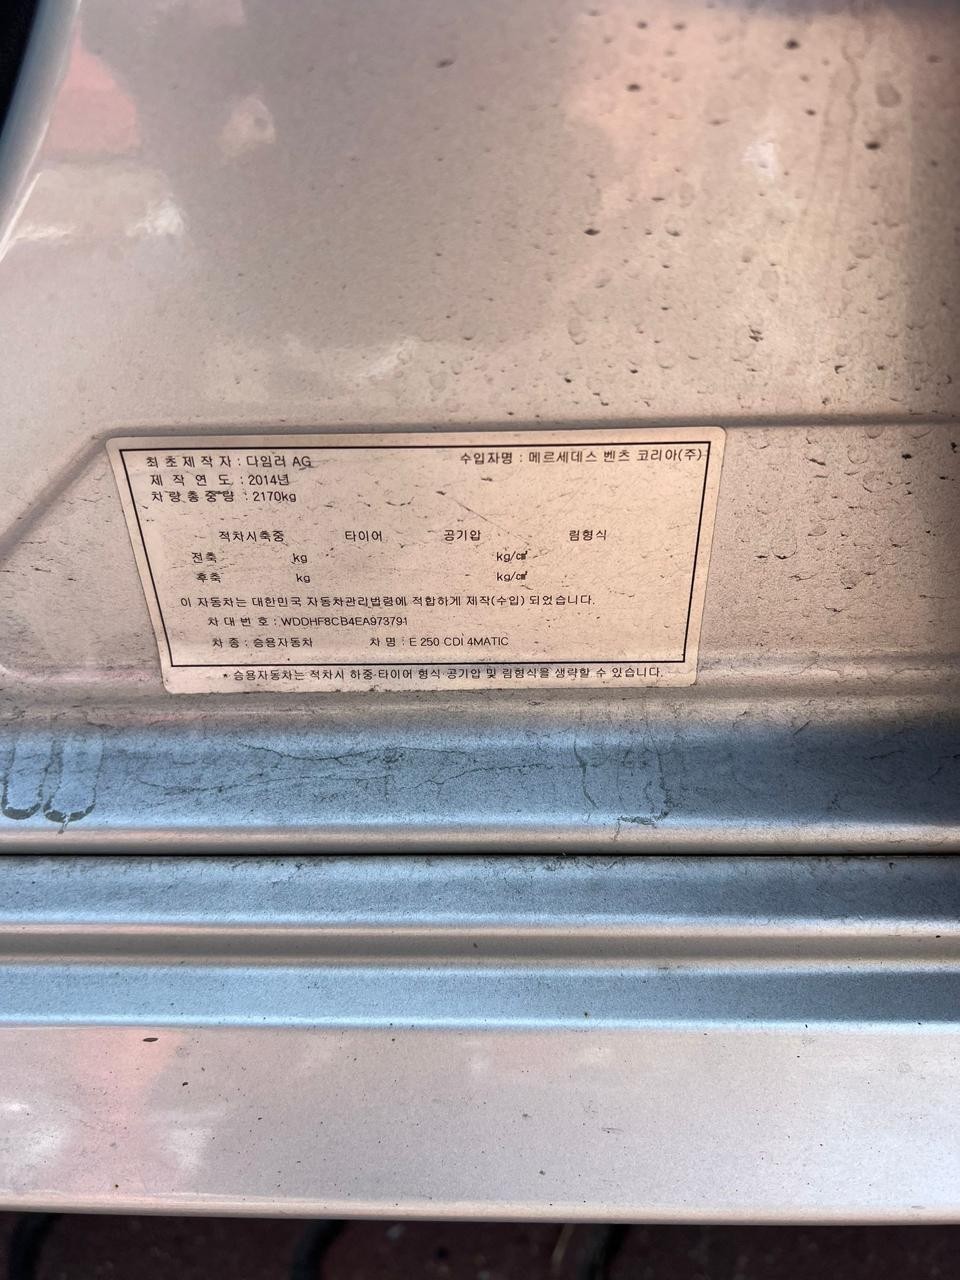 최초제작자 : 다임러 AG 수입자명 : 메르세데스 벤츠 코리아(주)
제작연도 : 2014년
차량총중량 : 2170kg
적차시축중 타이어 공기압 림형식
전축 kg kg/㎠
후축 kg kg/㎠
이 자동차는 대한민국 자동차관리법령에 적합하게 제작(수입) 되었습니다.
차대번호 : WDDHF8CB4EA973791
차종 : 승용자동차 차명 : E 250 CDI 4MATIC
* 승용자동차는 적차시 하중·타이어 형식·공기압 및 림형식을 생략할 수 있습니다.